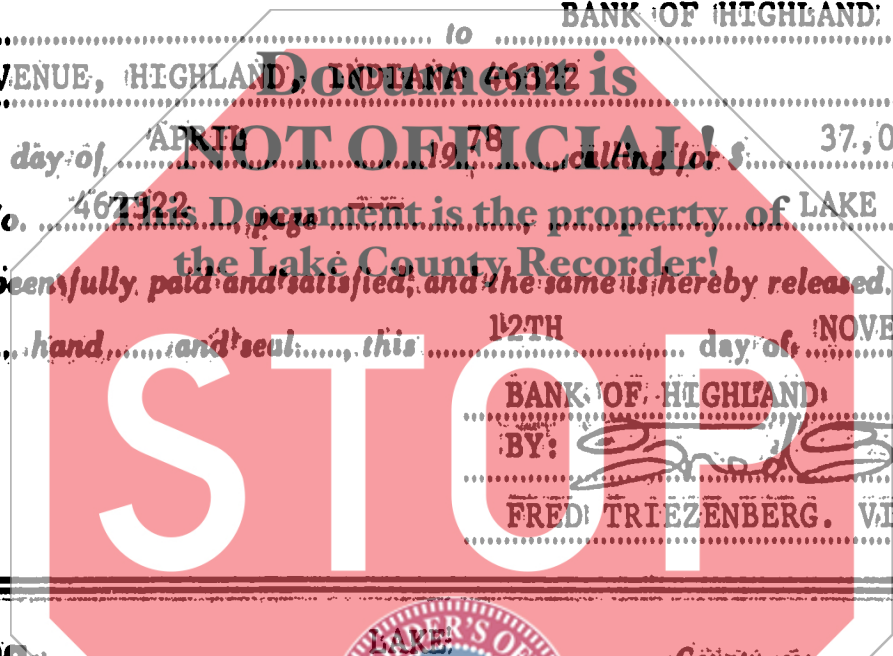 to BANK OF HIGHLAND
VENUE, HIGHLAND, INDIANA 46322
Document is
day of APRIL 1978 calling for $ 37,0
NOT OFFICIAL!
o. 462922 page --- LAKE
This Document is the property of
the Lake County Recorder!
been fully paid and satisfied, and the same is hereby released.
hand and seal this 12TH day of NOVE
STOP
BANK OF HIGHLAND
BY:
FRED TRIEZENBERG. VI
LAKE